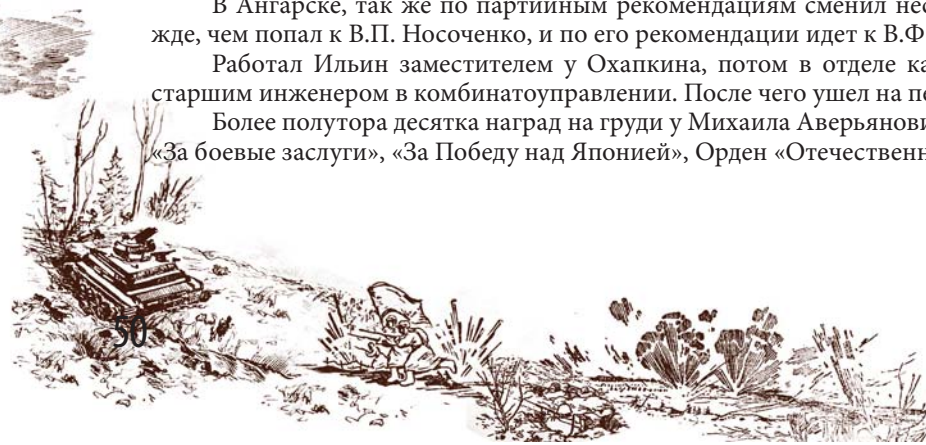 В Ангарске, так же по партийным рекомендациям сменил нес
жде, чем попал к В.П. Носоченко, и по его рекомендации идет к В.Ф
Работал Ильин заместителем у Охапкина, потом в отделе ка
старшим инженером в комбинатоуправлении. После чего ушел на пе
Более полутора десятка наград на груди у Михаила Аверьянови
«За боевые заслуги», «За Победу над Японией», Орден «Отечественн
50